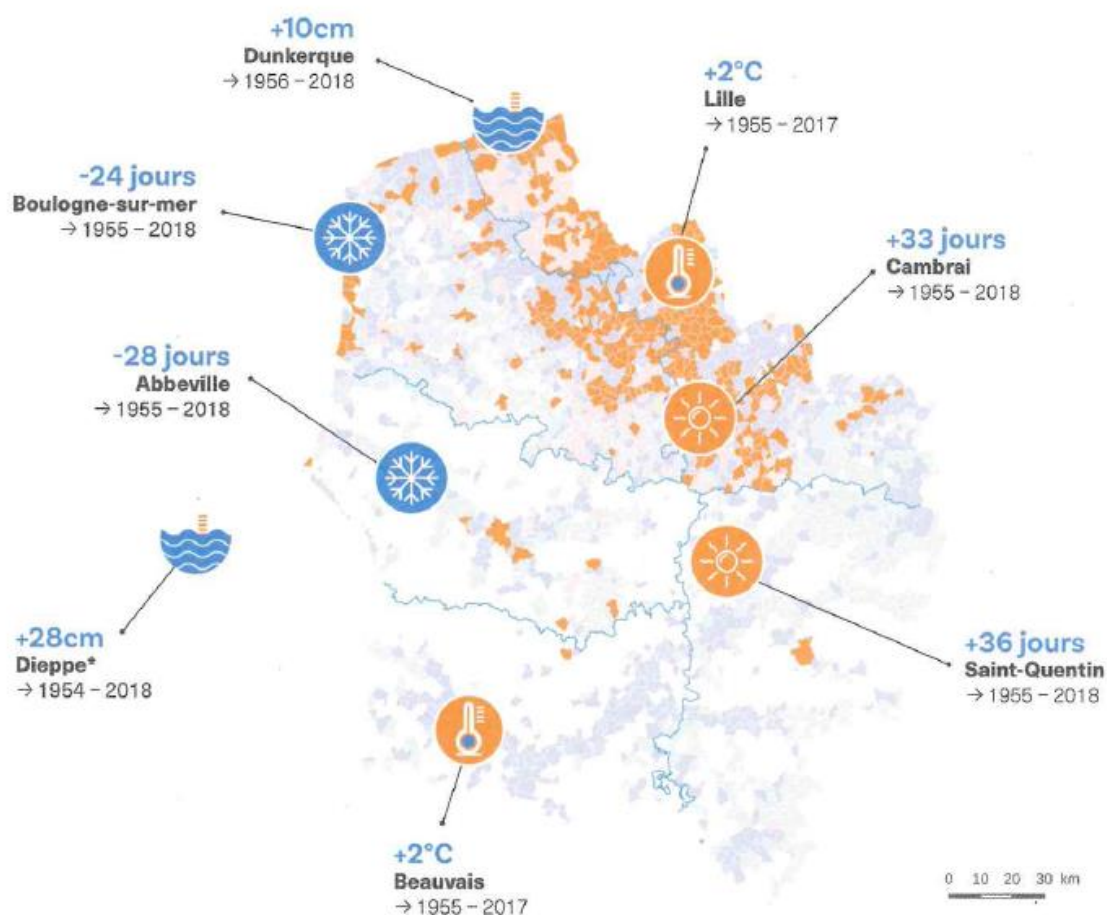 +10cm
Dunkerque
→ 1956 – 2018
+2°C
Lille
→ 1955 – 2017
-24 jours
Boulogne-sur-mer
→ 1955 – 2018
+33 jours
Cambrai
→ 1955 – 2018
-28 jours
Abbeville
→ 1955 – 2018
+28cm
Dieppe*
→ 1954 – 2018
+36 jours
Saint-Quentin
→ 1955 – 2018
+2°C
Beauvais
→ 1955 – 2017
0 10 20 30 km